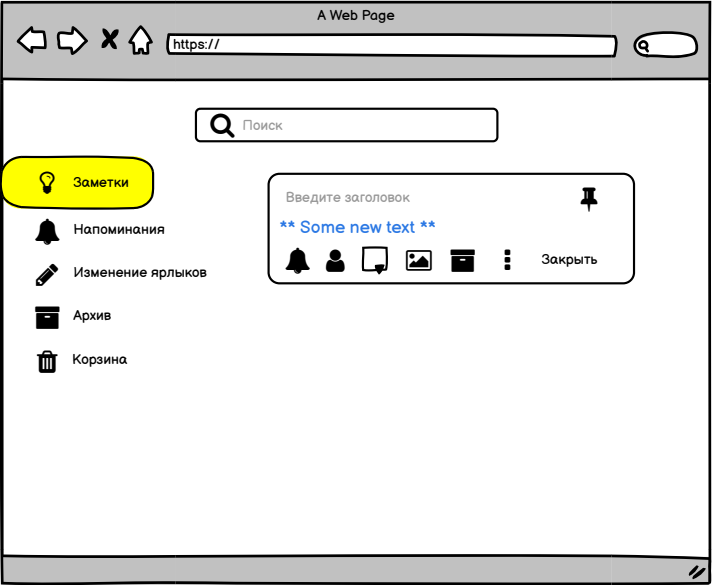 A Web Page
https://
Поиск
Заметки
Напоминания
Изменение ярлыков
Архив
Корзина
Введите заголовок
** Some new text **
Закрыть